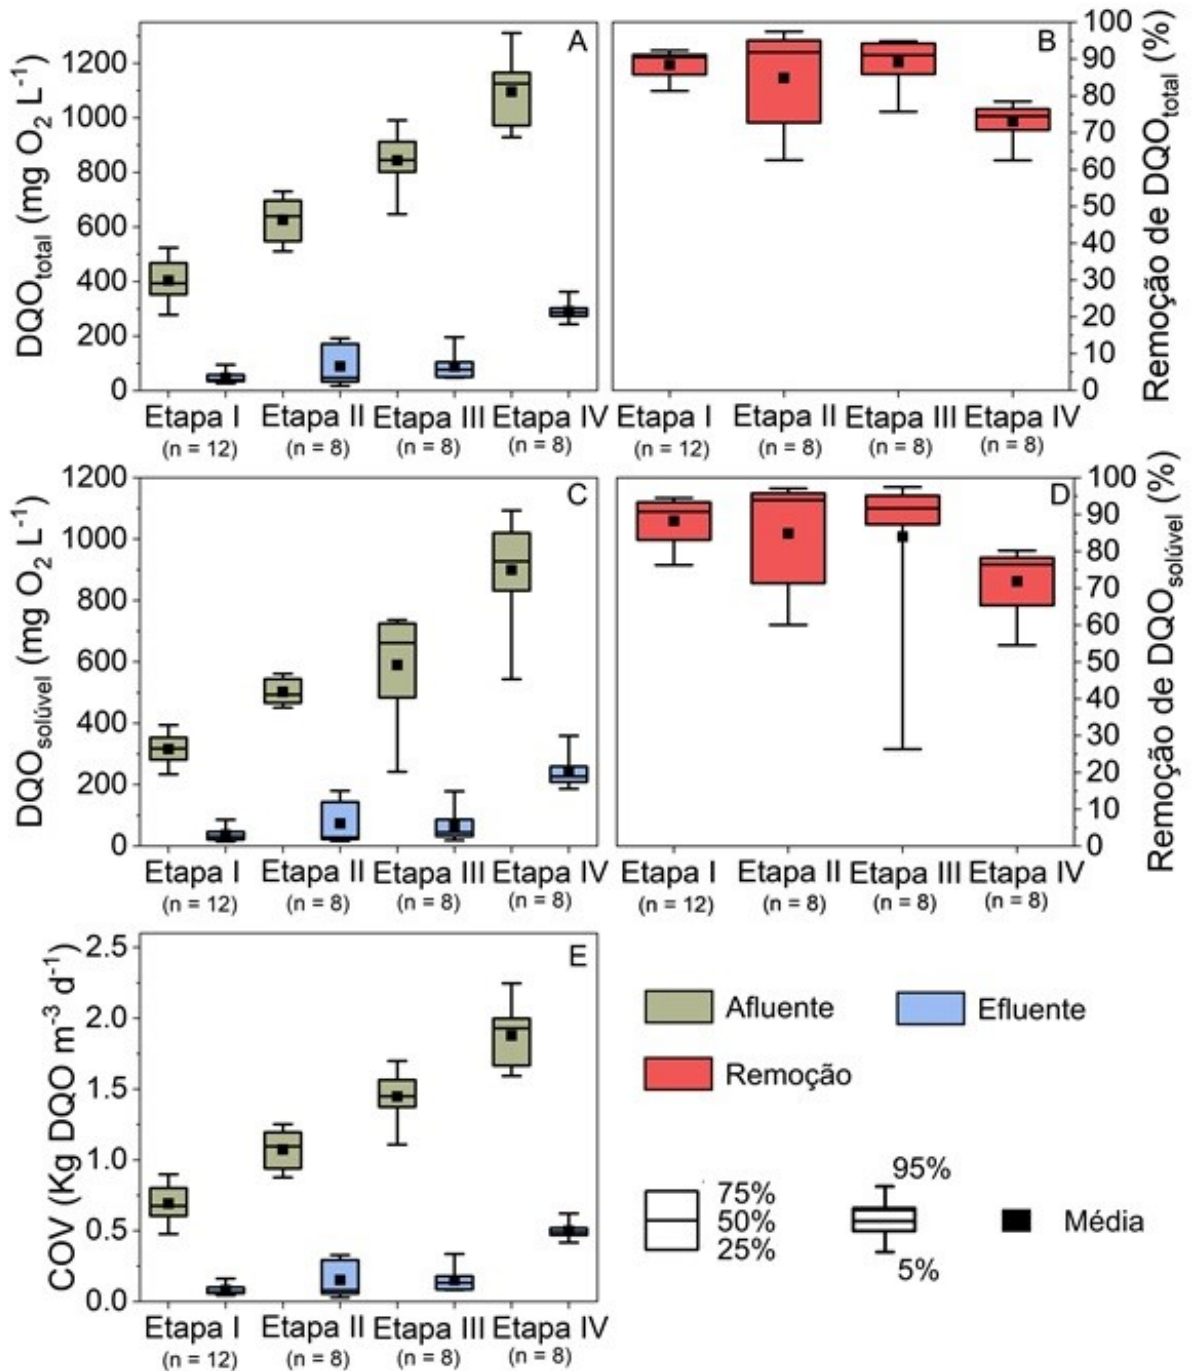 A
DQO_total (mg O₂ L⁻¹)
1200
1000
800
600
400
200
0
Etapa I Etapa II Etapa III Etapa IV
(n = 12) (n = 8) (n = 8) (n = 8)
B
Remoção de DQO_total (%)
100
90
80
70
60
50
40
30
20
10
0
Etapa I Etapa II Etapa III Etapa IV
(n = 12) (n = 8) (n = 8) (n = 8)
C
DQO_solúvel (mg O₂ L⁻¹)
1200
1000
800
600
400
200
0
Etapa I Etapa II Etapa III Etapa IV
(n = 12) (n = 8) (n = 8) (n = 8)
D
Remoção de DQO_solúvel (%)
100
90
80
70
60
50
40
30
20
10
0
Etapa I Etapa II Etapa III Etapa IV
(n = 12) (n = 8) (n = 8) (n = 8)
E
COV (Kg DQO m⁻³ d⁻¹)
2.5
2.0
1.5
1.0
0.5
0.0
Etapa I Etapa II Etapa III Etapa IV
(n = 12) (n = 8) (n = 8) (n = 8)
Afluente
Efluente
Remoção
75%
50%
25%
95%
5%
Média